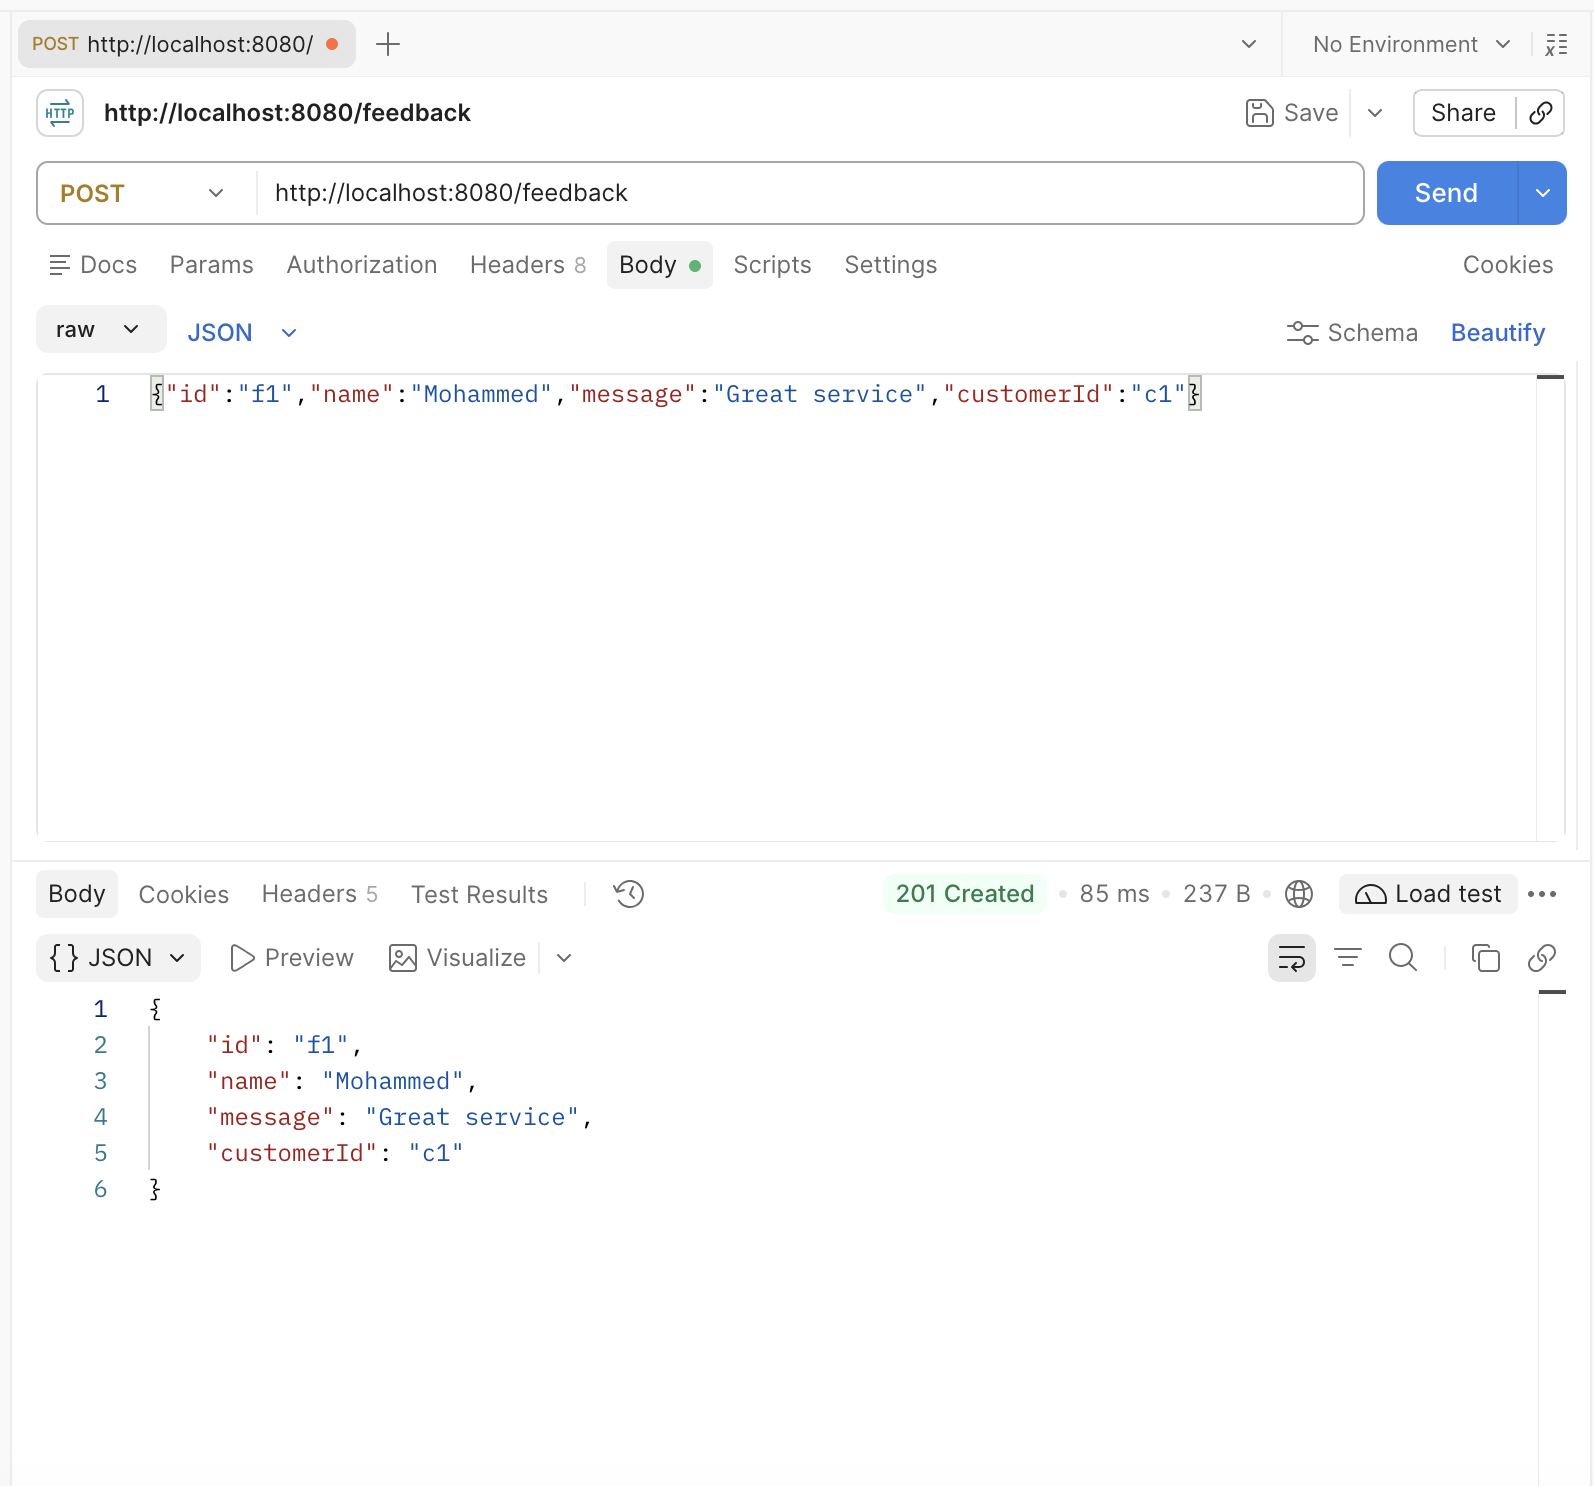 POST http://localhost:8080/ No Environment
HTTP http://localhost:8080/feedback Save Share
POST http://localhost:8080/feedback Send
Docs Params Authorization Headers 8 Body Scripts Settings Cookies
raw JSON Schema Beautify
1 {"id":"f1","name":"Mohammed","message":"Great service","customerId":"c1"}
Body Cookies Headers 5 Test Results 201 Created • 85 ms • 237 B • Load test
{ } JSON Preview Visualize
1 {
2 "id": "f1",
3 "name": "Mohammed",
4 "message": "Great service",
5 "customerId": "c1"
6 }